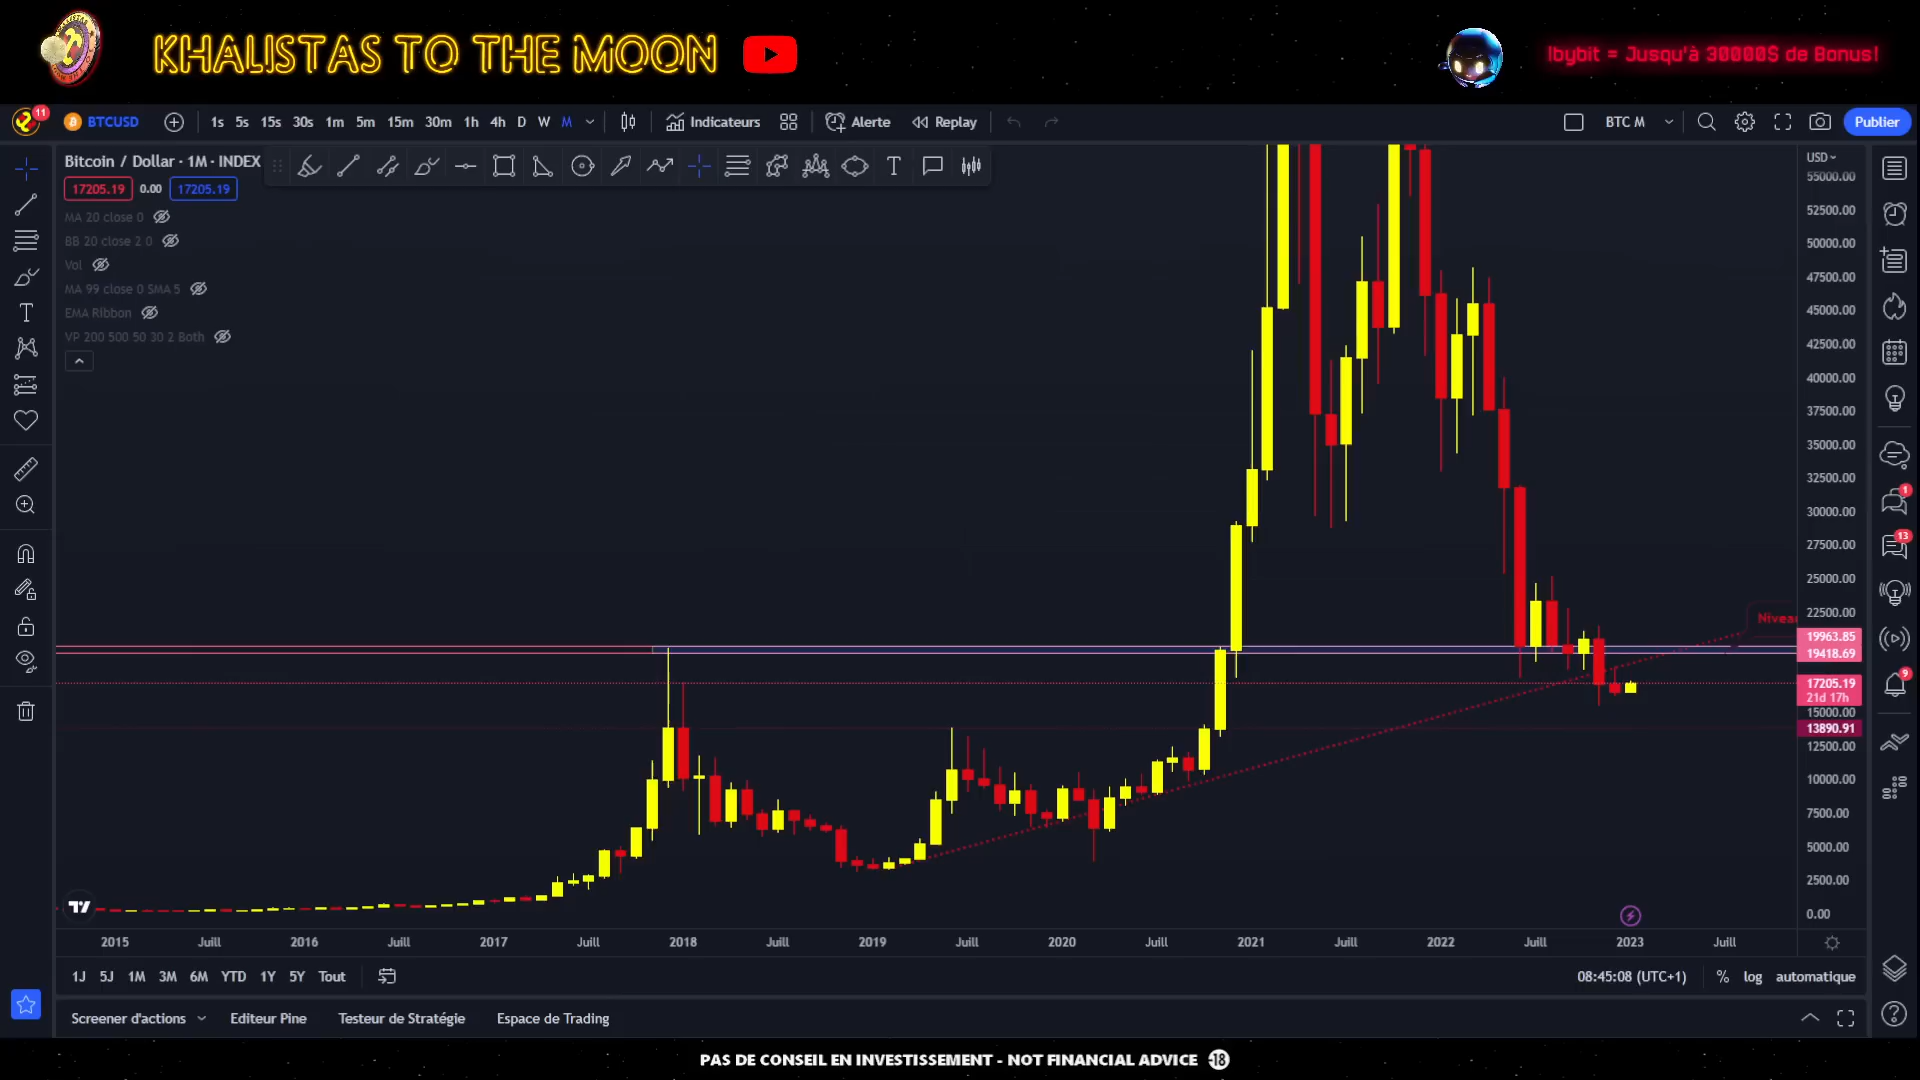 KHALISTAS TO THE MOON
!bybit = Jusqu'à 30000$ de Bonus!
11
BTCUSD
1s 5s 15s 30s 1m 5m 15m 30m 1h 4h D W M
Indicateurs
Alerte
Replay
BTC M
Publier
Bitcoin / Dollar · 1M · INDEX
17205.19 0.00 17205.19
MA 20 close 0
BB 20 close 2 0
Vol
MA 99 close 0 SMA 5
EMA Ribbon
VP 200 500 50 30 2 Both
USD
55000.00
52500.00
50000.00
47500.00
45000.00
42500.00
40000.00
37500.00
35000.00
32500.00
30000.00
27500.00
25000.00
22500.00
Niveau
19963.85
19418.69
17205.19
21d 17h
15000.00
13890.91
12500.00
10000.00
7500.00
5000.00
2500.00
0.00
1
13
9
2015 Juill 2016 Juill 2017 Juill 2018 Juill 2019 Juill 2020 Juill 2021 Juill 2022 Juill 2023 Juill
1J 5J 1M 3M 6M YTD 1Y 5Y Tout
08:45:08 (UTC+1) % log automatique
Screener d'actions Editeur Pine Testeur de Stratégie Espace de Trading
PAS DE CONSEIL EN INVESTISSEMENT - NOT FINANCIAL ADVICE -18